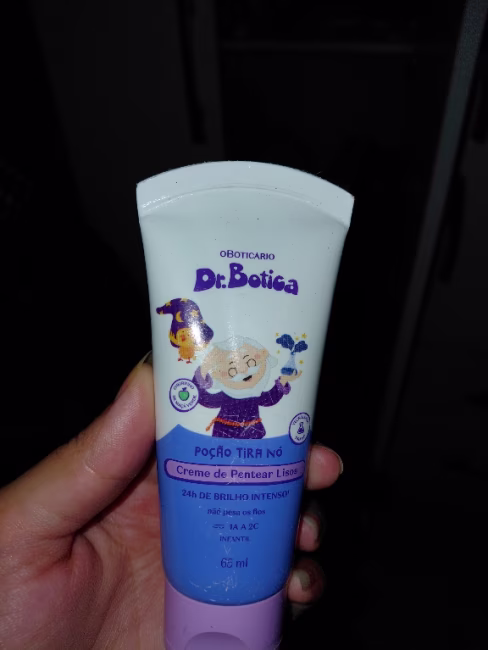 oBOTICÁRIO
Dr.Botica
POÇÃO TIRA NÓ
Creme de Pentear Lisos
24h DE BRILHO INTENSO!
não pesa os fios
1A A 2C
INFANTIL
65 ml